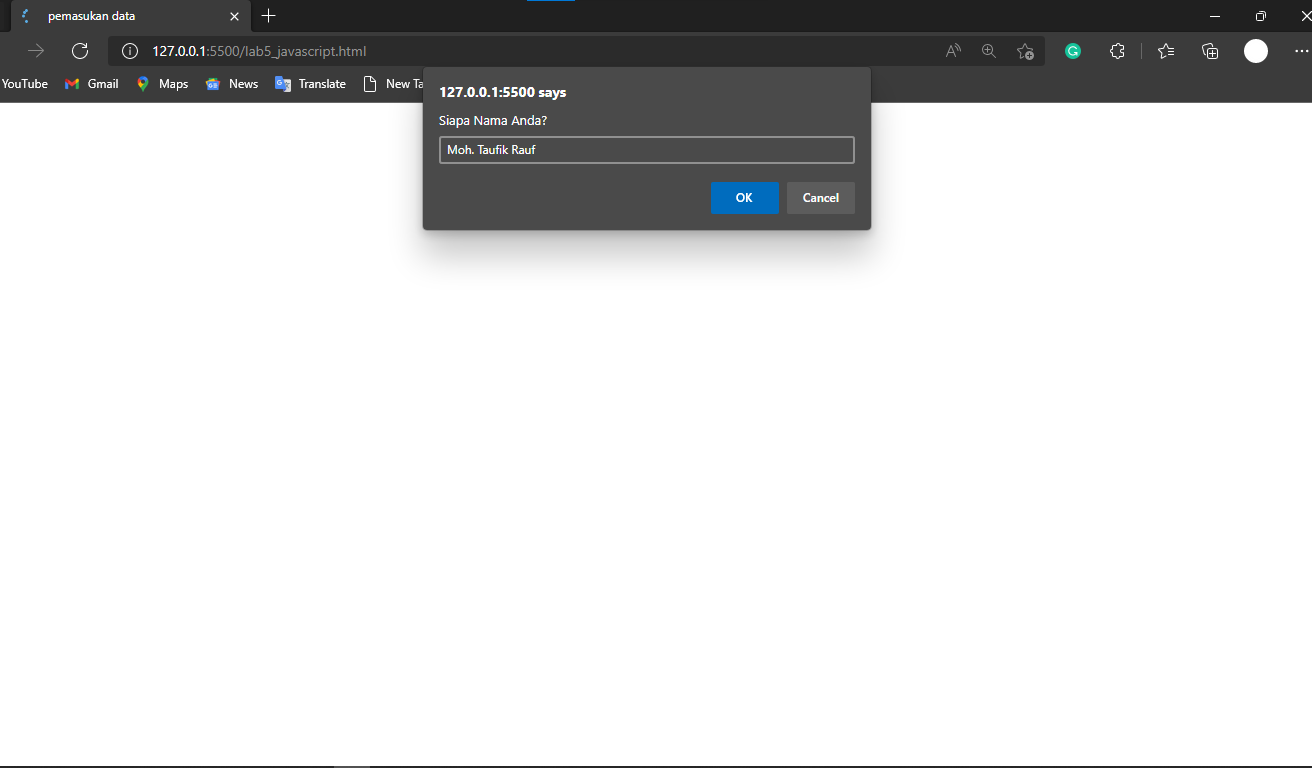 pemasukan data
127.0.0.1:5500/lab5_javascript.html
YouTube Gmail Maps News Translate New Ta
127.0.0.1:5500 says
Siapa Nama Anda?
Moh. Taufik Rauf
OK Cancel